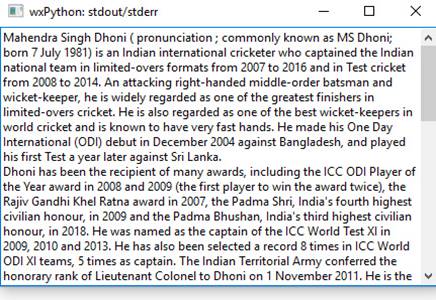 wxPython: stdout/stderr
Mahendra Singh Dhoni ( pronunciation ; commonly known as MS Dhoni;
born 7 July 1981) is an Indian international cricketer who captained the Indian
national team in limited-overs formats from 2007 to 2016 and in Test cricket
from 2008 to 2014. An attacking right-handed middle-order batsman and
wicket-keeper, he is widely regarded as one of the greatest finishers in
limited-overs cricket. He is also regarded as one of the best wicket-keepers in
world cricket and is known to have very fast hands. He made his One Day
International (ODI) debut in December 2004 against Bangladesh, and played
his first Test a year later against Sri Lanka.
Dhoni has been the recipient of many awards, including the ICC ODI Player of
the Year award in 2008 and 2009 (the first player to win the award twice), the
Rajiv Gandhi Khel Ratna award in 2007, the Padma Shri, India's fourth highest
civilian honour, in 2009 and the Padma Bhushan, India's third highest civilian
honour, in 2018. He was named as the captain of the ICC World Test XI in
2009, 2010 and 2013. He has also been selected a record 8 times in ICC World
ODI XI teams, 5 times as captain. The Indian Territorial Army conferred the
honorary rank of Lieutenant Colonel to Dhoni on 1 November 2011. He is the